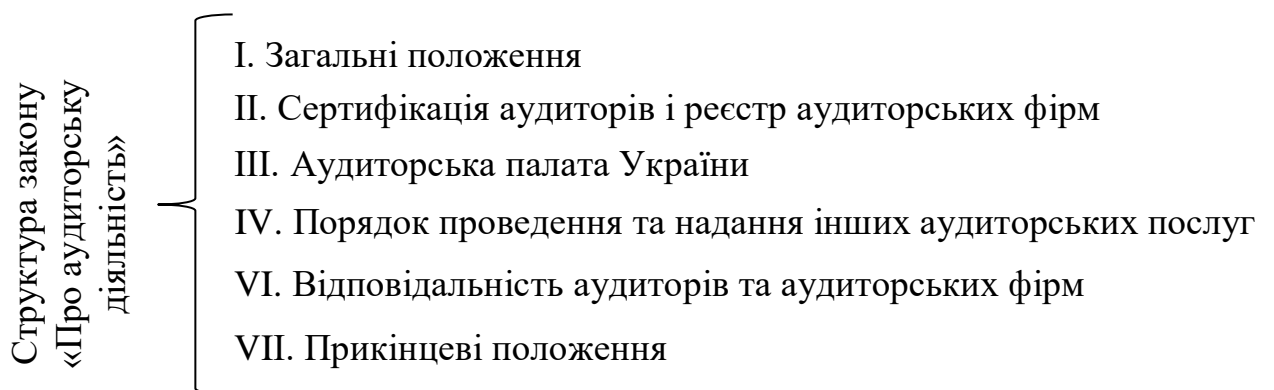 Структура закону
«Про аудиторську
діяльність»
I. Загальні положення
II. Сертифікація аудиторів і реєстр аудиторських фірм
III. Аудиторська палата України
IV. Порядок проведення та надання інших аудиторських послуг
VI. Відповідальність аудиторів та аудиторських фірм
VII. Прикінцеві положення